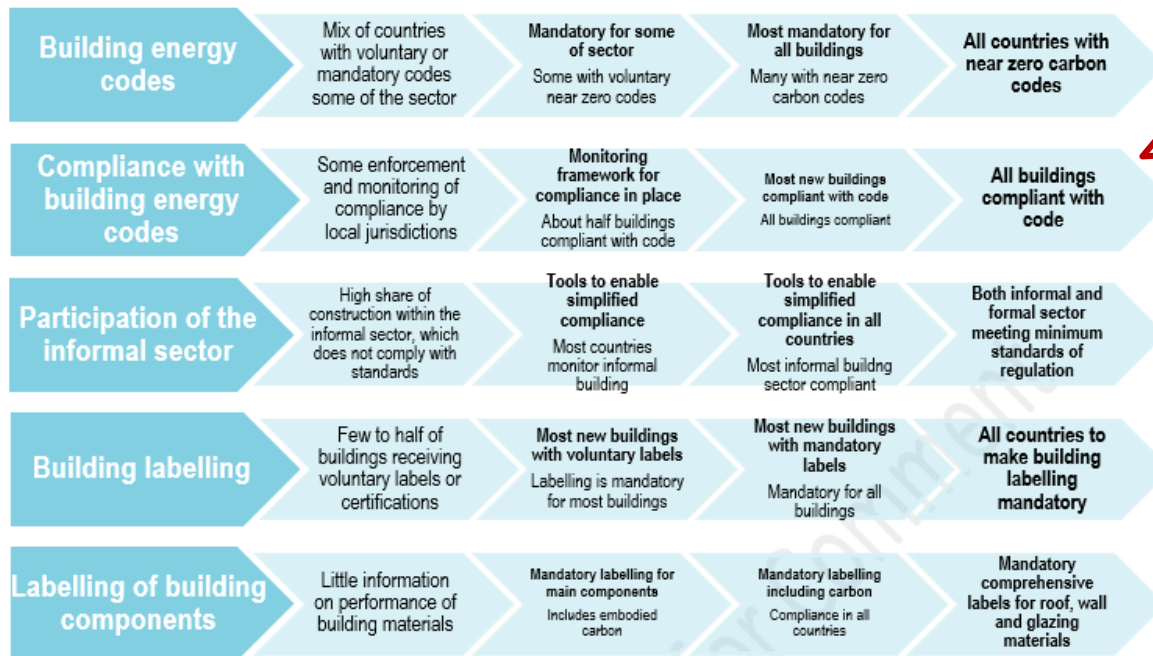 Building energy
codes
Mix of countries
with voluntary or
mandatory codes
some of the sector
Mandatory for some
of sector
Some with voluntary
near zero codes
Most mandatory for
all buildings
Many with near zero
carbon codes
All countries with
near zero carbon
codes
Compliance with
building energy
codes
Some enforcement
and monitoring of
compliance by
local jurisdictions
Monitoring
framework for
compliance in place
About half buildings
compliant with code
Most new buildings
compliant with code
All buildings compliant
All buildings
compliant with
code
Participation of the
informal sector
High share of
construction within the
informal sector, which
does not comply with
standards
Tools to enable
simplified
compliance
Most countries
monitor informal
building
Tools to enable
simplified
compliance in all
countries
Most informal buildng
sector compliant
Both informal and
formal sector
meeting minimum
standards of
regulation
Building labelling
Few to half of
buildings receiving
voluntary labels or
certifications
Most new buildings
with voluntary labels
Labelling is mandatory
for most buildings
Most new buildings
with mandatory
labels
Mandatory for all
buildings
All countries to
make building
labelling
mandatory
Labelling of building
components
Little information
on performance of
building materials
Mandatory labelling for
main components
Includes embodied
carbon
Mandatory labelling
including carbon
Compliance in all
countries
Mandatory
comprehensive
labels for roof, wall
and glazing
materials
for Comment